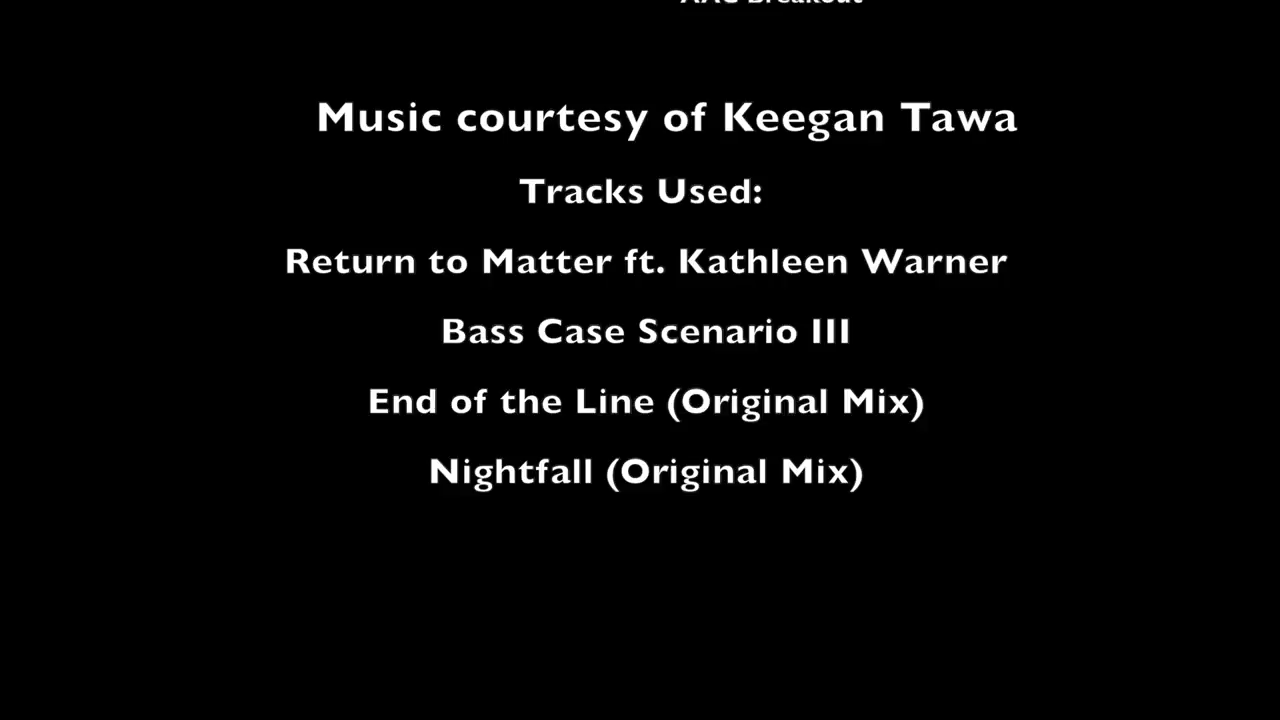 Breakout
Music courtesy of Keegan Tawa
Tracks Used:
Return to Matter ft. Kathleen Warner
Bass Case Scenario III
End of the Line (Original Mix)
Nightfall (Original Mix)